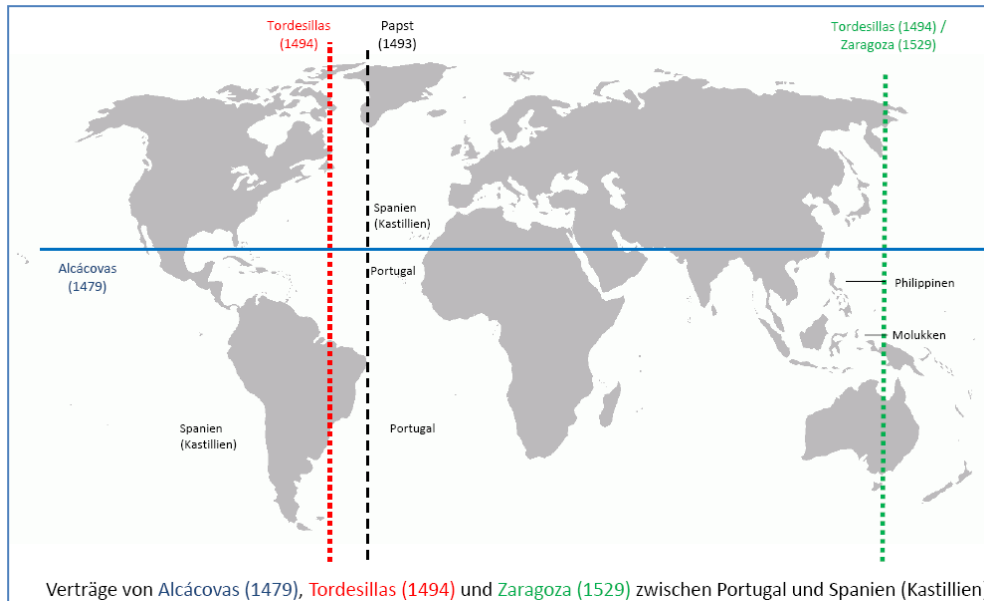 Tordesillas
(1494)
Papst
(1493)
Tordesillas (1494) /
Zaragoza
(1529)
Spanien
(Kastillien)
Alcácovas
(1479)
Portugal
Philippinen
Molukken
Spanien
(Kastillien)
Portugal
Verträge von Alcácovas (1479), Tordesillas (1494) und Zaragoza (1529) zwischen Portugal und Spanien (Kastillien)